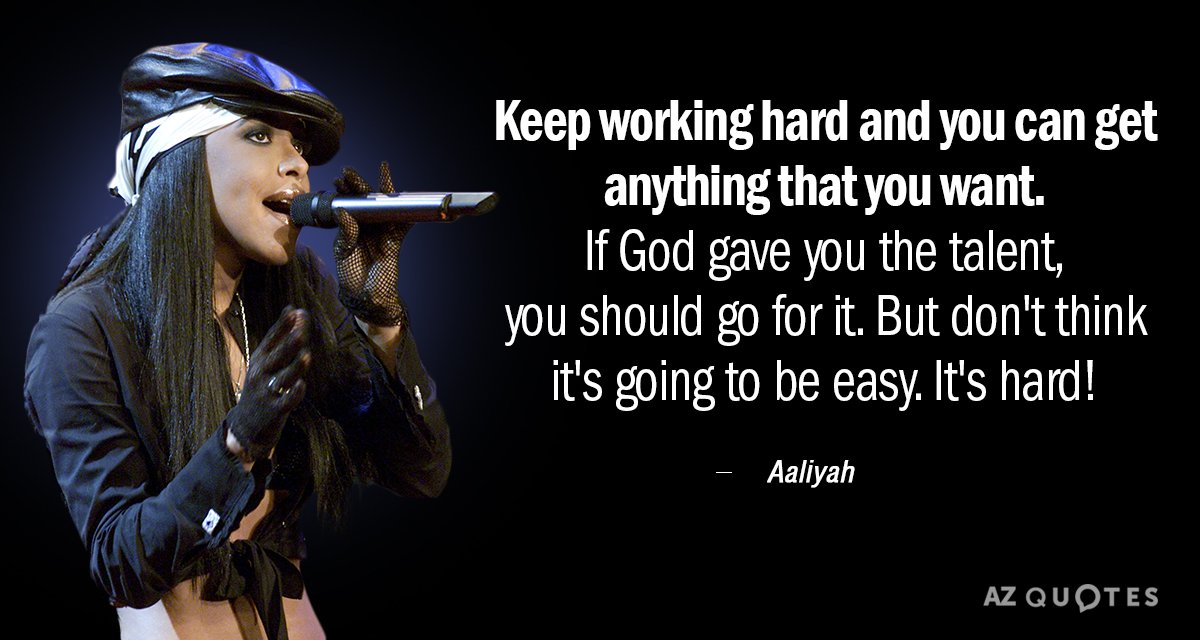 Keep working hard and you can get
anything that you want.
If God gave you the talent,
you should go for it. But don't think
it's going to be easy. It's hard!
— Aaliyah
AZ QUOTES